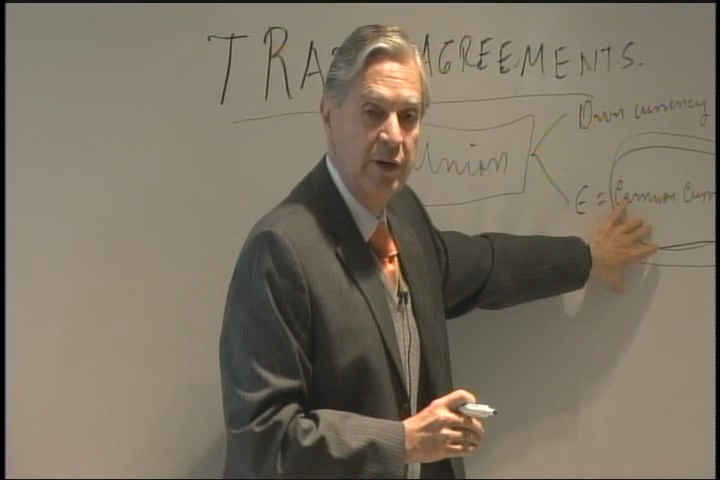 TRA AGREEMENTS.
Union
Own currency
€ = Common Curr